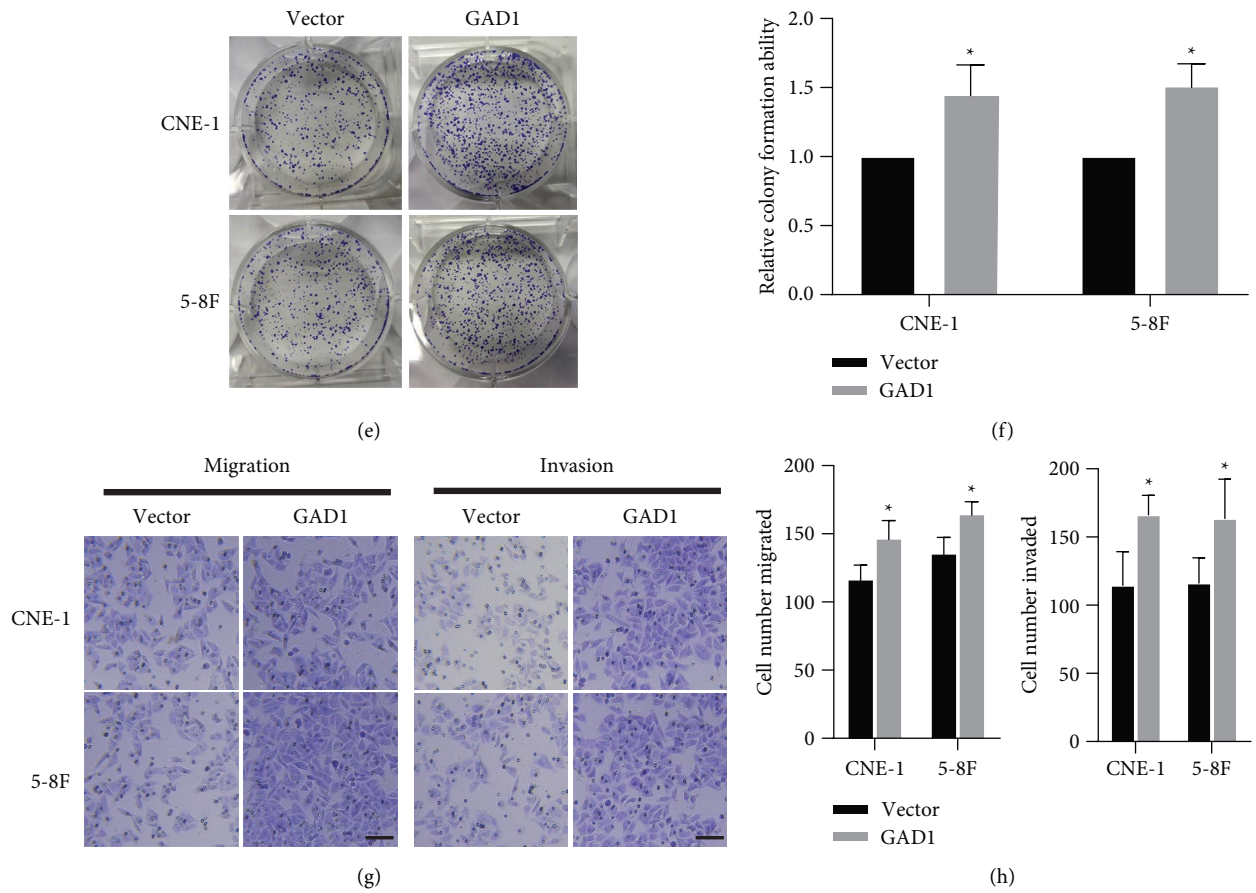 Vector GAD1
CNE-1
5-8F
(e)
Relative colony formation ability
2.0
1.5
1.0
0.5
0.0
* *
CNE-1 5-8F
Vector
GAD1
(f)
Migration Invasion
Vector GAD1 Vector GAD1
CNE-1
5-8F
(g)
Cell number migrated
200
150
100
50
0
* *
CNE-1 5-8F
Cell number invaded
200
150
100
50
0
* *
CNE-1 5-8F
Vector
GAD1
(h)